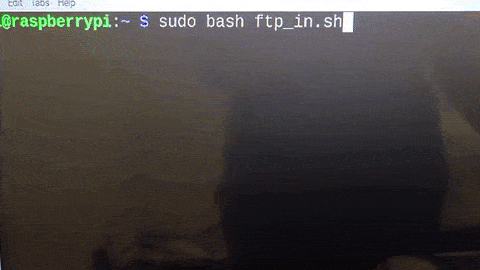 Edit Tabs Help
@raspberrypi:~ $ sudo bash ftp_in.sh